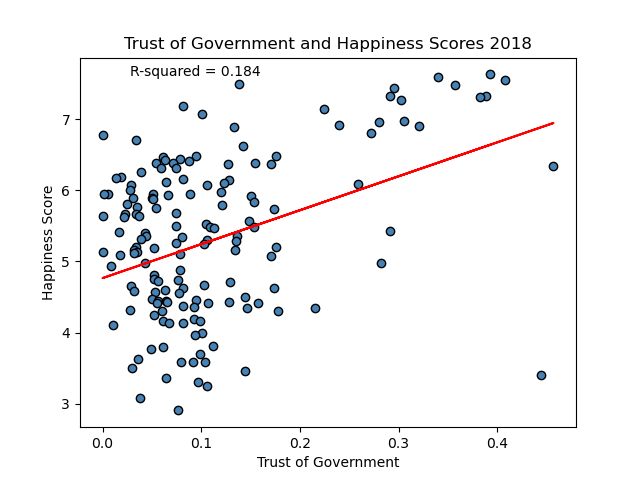 Trust of Government and Happiness Scores 2018
R-squared = 0.184
Happiness Score
7
6
5
4
3
0.0 0.1 0.2 0.3 0.4
Trust of Government